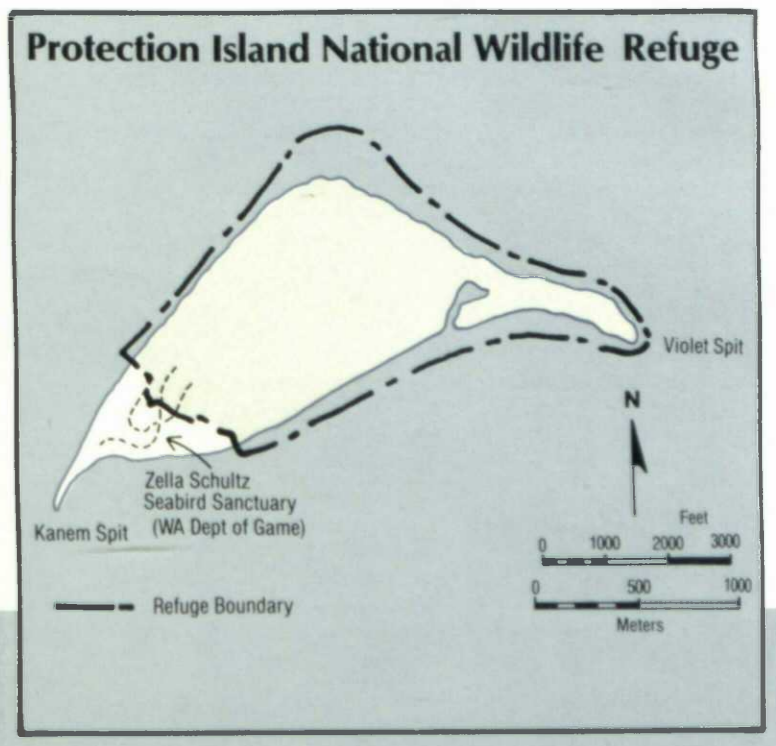 Protection Island National Wildlife Refuge
Violet Spit
N
Zella Schultz
Seabird Sanctuary
(WA Dept of Game)
Kanem Spit
Feet
0 1000 2000 3000
0 500 1000
Meters
Refuge Boundary